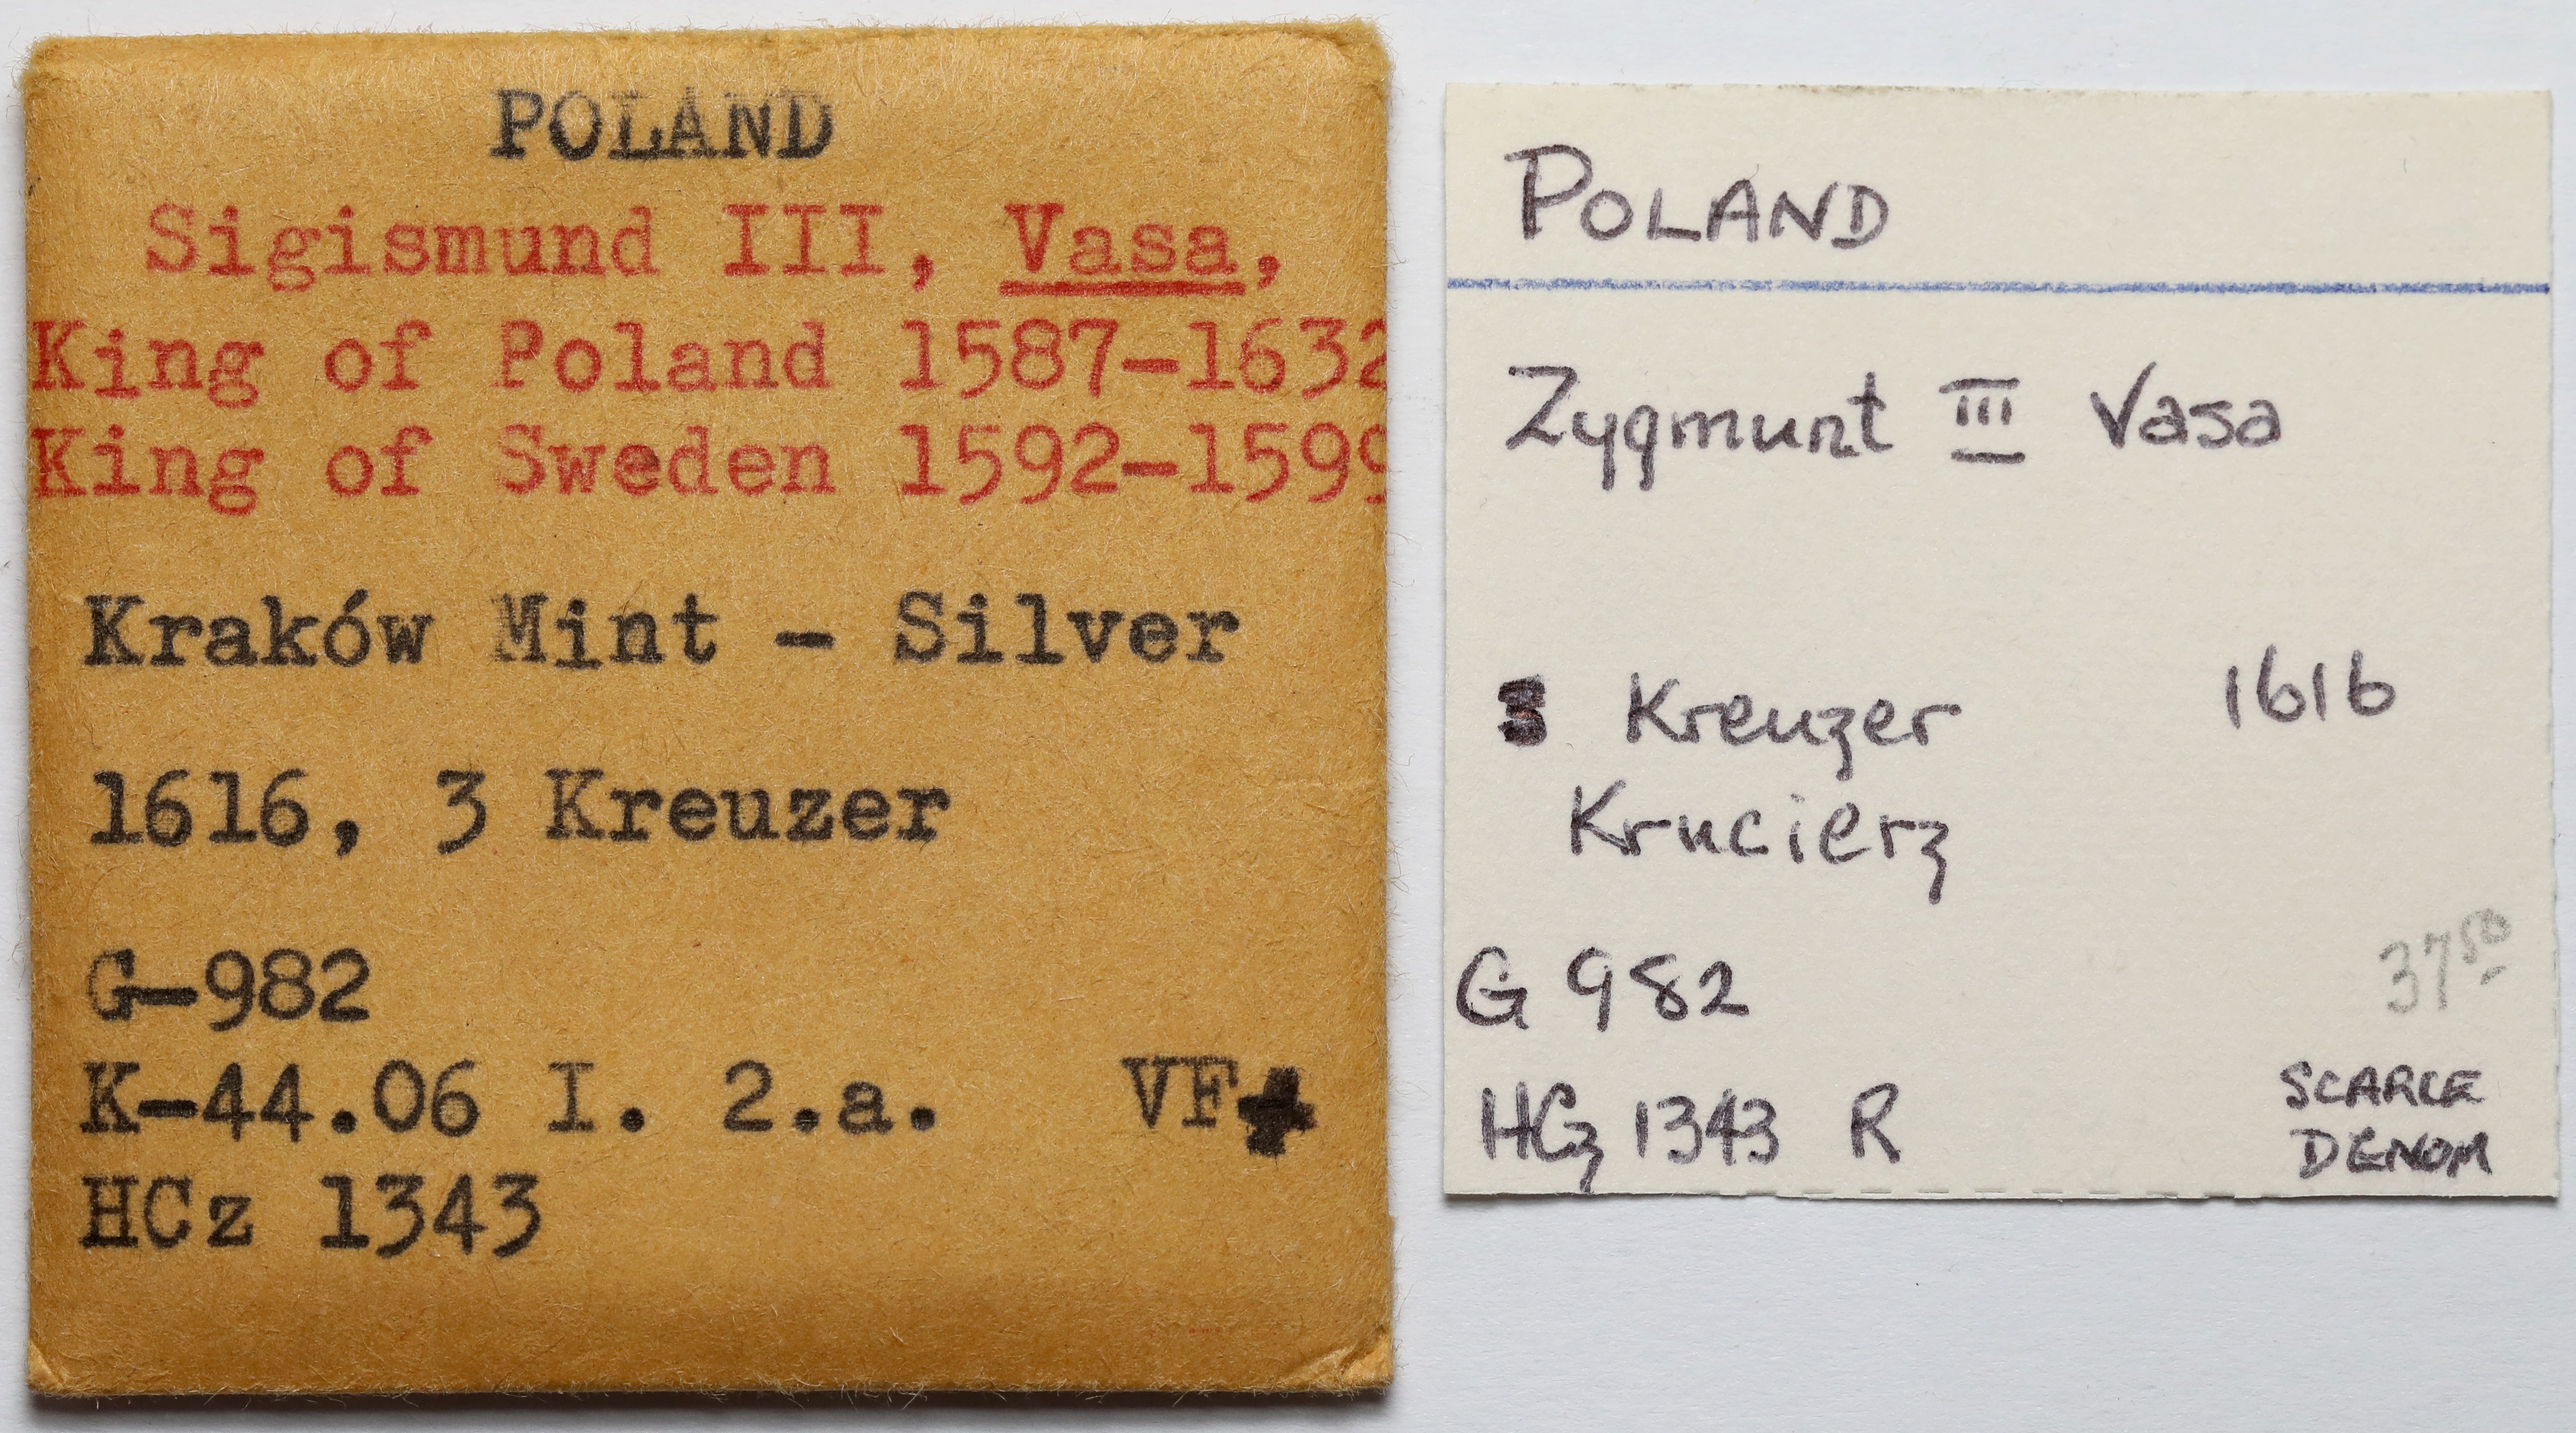 POLAND
Sigismund III, Vasa,
King of Poland 1587-1632
King of Sweden 1592-1599
Kraków Mint - Silver
1616, 3 Kreuzer
G-982
K-44.06 I. 2.a. VF+
HCz 1343
POLAND
Zygmunt III Vasa
3 Kreuzer 1616
Krucierz
G 982
37⁵⁰
HCz 1343 R
SCARCE
DENOM